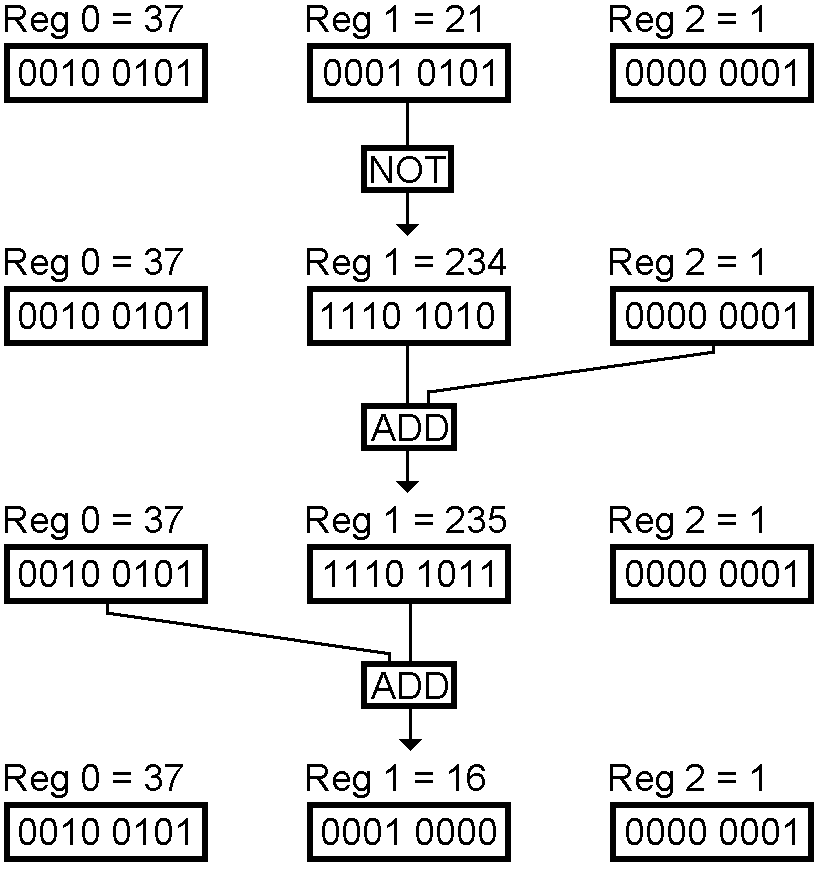 Reg 0 = 37 Reg 1 = 21 Reg 2 = 1
0010 0101 0001 0101 0000 0001
NOT
Reg 0 = 37 Reg 1 = 234 Reg 2 = 1
0010 0101 1110 1010 0000 0001
ADD
Reg 0 = 37 Reg 1 = 235 Reg 2 = 1
0010 0101 1110 1011 0000 0001
ADD
Reg 0 = 37 Reg 1 = 16 Reg 2 = 1
0010 0101 0001 0000 0000 0001